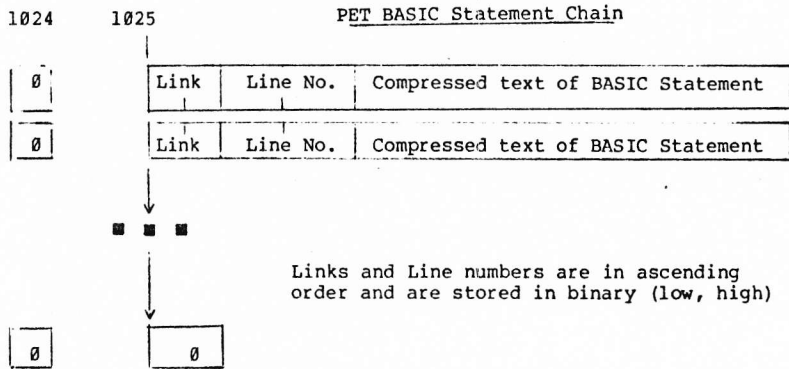 1024 1025 PET BASIC Statement Chain
Ø Link Line No. Compressed text of BASIC Statement
Ø Link Line No. Compressed text of BASIC Statement
Links and Line numbers are in ascending
order and are stored in binary (low, high)
Ø Ø